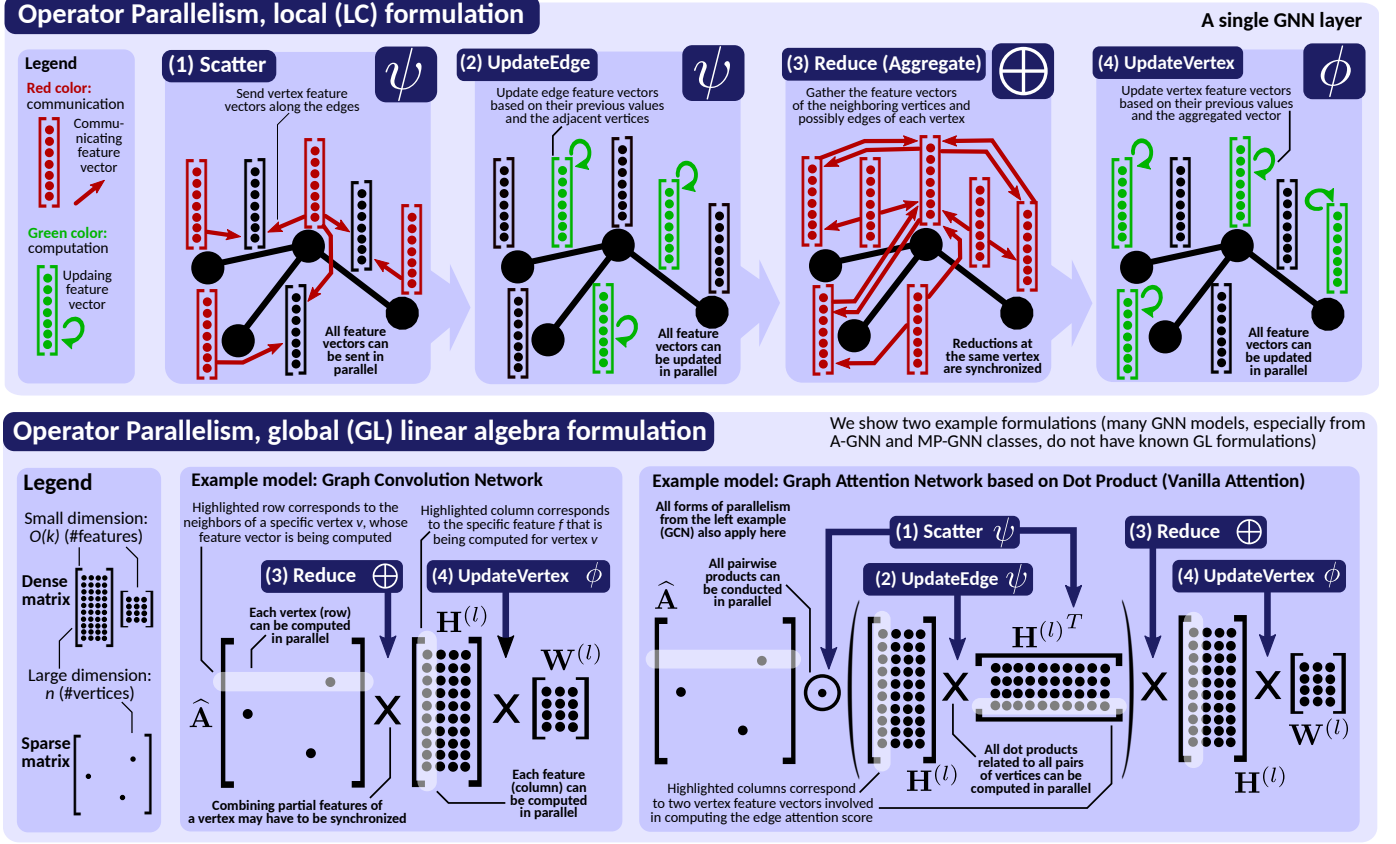 Operator Parallelism, local (LC) formulation
A single GNN layer
Legend
Red color:
communication
Commu-
nicating
feature
vector
Green color:
computation
Updaing
feature
vector
(1) Scatter
ψ
Send vertex feature
vectors along the edges
All feature
vectors can
be sent in
parallel
(2) UpdateEdge
ψ
Update edge feature vectors
based on their previous values
and the adjacent vertices
All feature
vectors can
be updated
in parallel
(3) Reduce (Aggregate)
⊕
Gather the feature vectors
of the neighboring vertices and
possibly edges of each vertex
Reductions at
the same vertex
are synchronized
(4) UpdateVertex
ϕ
Update vertex feature vectors
based on their previous values
and the aggregated vector
All feature
vectors can
be updated
in parallel
Operator Parallelism, global (GL) linear algebra formulation
We show two example formulations (many GNN models, especially from
A-GNN and MP-GNN classes, do not have known GL formulations)
Legend
Small dimension:
O(k) (#features)
Dense
matrix
Large dimension:
n (#vertices)
Sparse
matrix
Example model: Graph Convolution Network
Highlighted row corresponds to the
neighbors of a specific vertex v, whose
feature vector is being computed
Highlighted column corresponds
to the specific feature f that is
being computed for vertex v
(3) Reduce ⊕
(4) UpdateVertex ϕ
Each vertex (row)
can be computed
in parallel
H^(l)
W^(l)
Â
X
X
Each feature
(column) can
be computed
in parallel
Combining partial features of
a vertex may have to be synchronized
Example model: Graph Attention Network based on Dot Product (Vanilla Attention)
All forms of parallelism
from the left example
(GCN) also apply here
(1) Scatter ψ
(3) Reduce ⊕
All pairwise
products can
be conducted
in parallel
(2) UpdateEdge ψ
(4) UpdateVertex ϕ
Â
H^(l)T
⊙
X
X
X
W^(l)
H^(l)
H^(l)
All dot products
related to all pairs
of vertices can be
computed in parallel
Highlighted columns correspond
to two vertex feature vectors involved
in computing the edge attention score